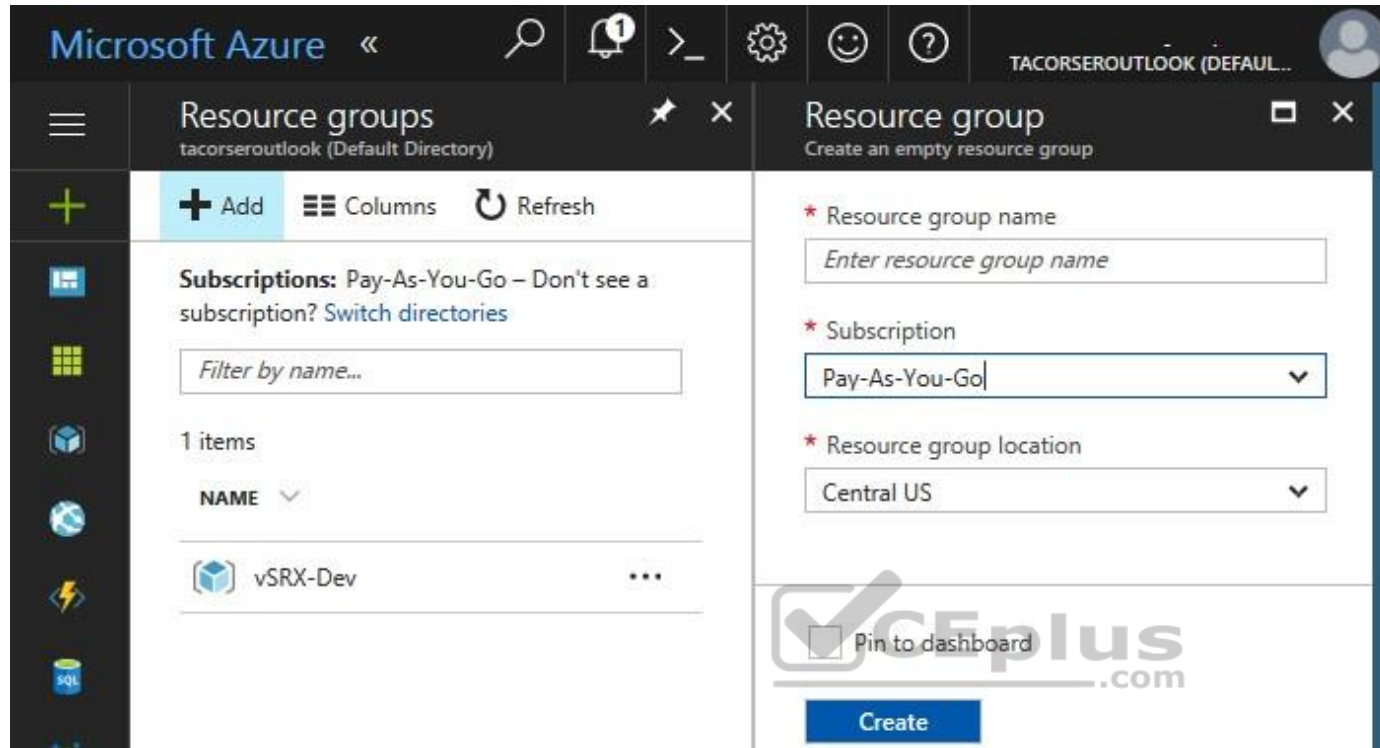 Microsoft Azure «
1
TACORSEROUTLOOK (DEFAUL...
Resource groups
tacorseroutlook (Default Directory)
Add
Columns
Refresh
Subscriptions: Pay-As-You-Go – Don't see a
subscription? Switch directories
Filter by name...
1 items
NAME
vSRX-Dev
SQL
Resource group
Create an empty resource group
* Resource group name
Enter resource group name
* Subscription
Pay-As-You-Go
* Resource group location
Central US
Pin to dashboard
CEplus
.com
Create